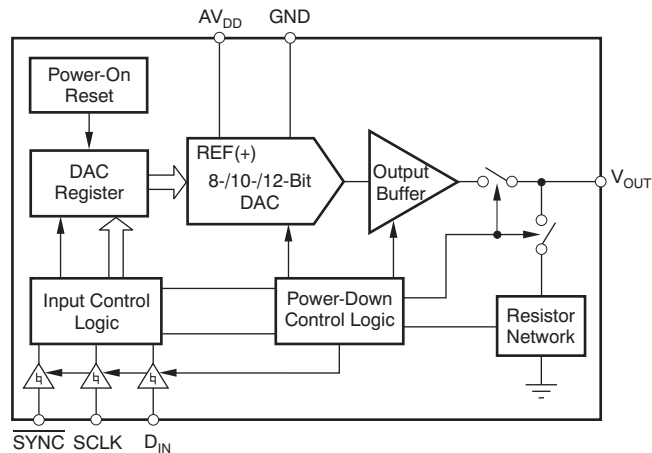 AVDD GND
Power-On
Reset
DAC
Register
REF(+)
8-/10-/12-Bit
DAC
Output
Buffer
VOUT
Input Control
Logic
Power-Down
Control Logic
Resistor
Network
SYNC SCLK DIN